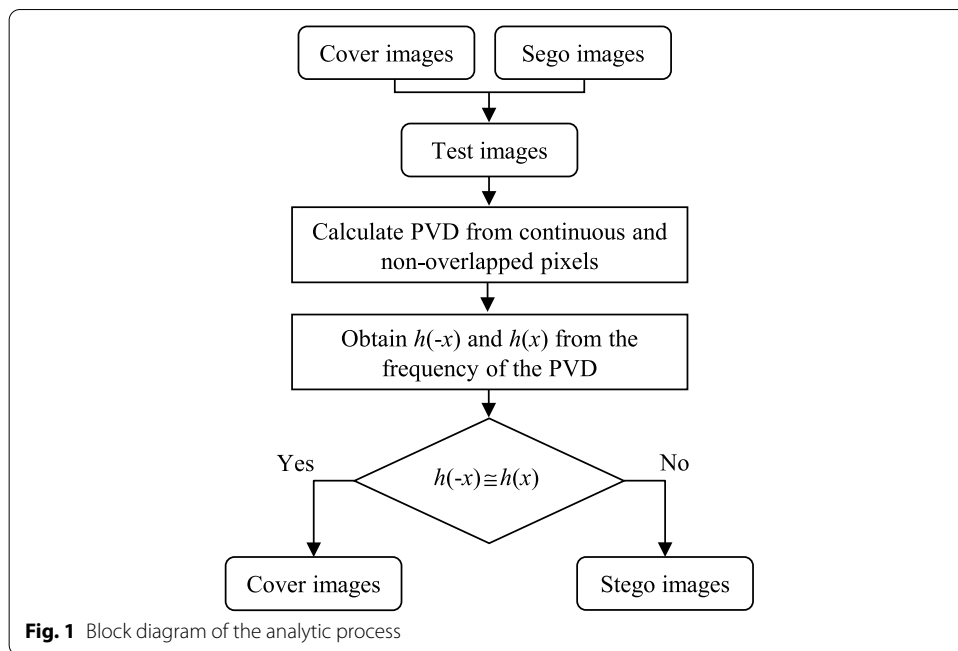 Cover images
Sego images
Test images
Calculate PVD from continuous and
non-overlapped pixels
Obtain h(-x) and h(x) from the
frequency of the PVD
Yes
No
h(-x)≅h(x)
Cover images
Stego images
Fig. 1 Block diagram of the analytic process